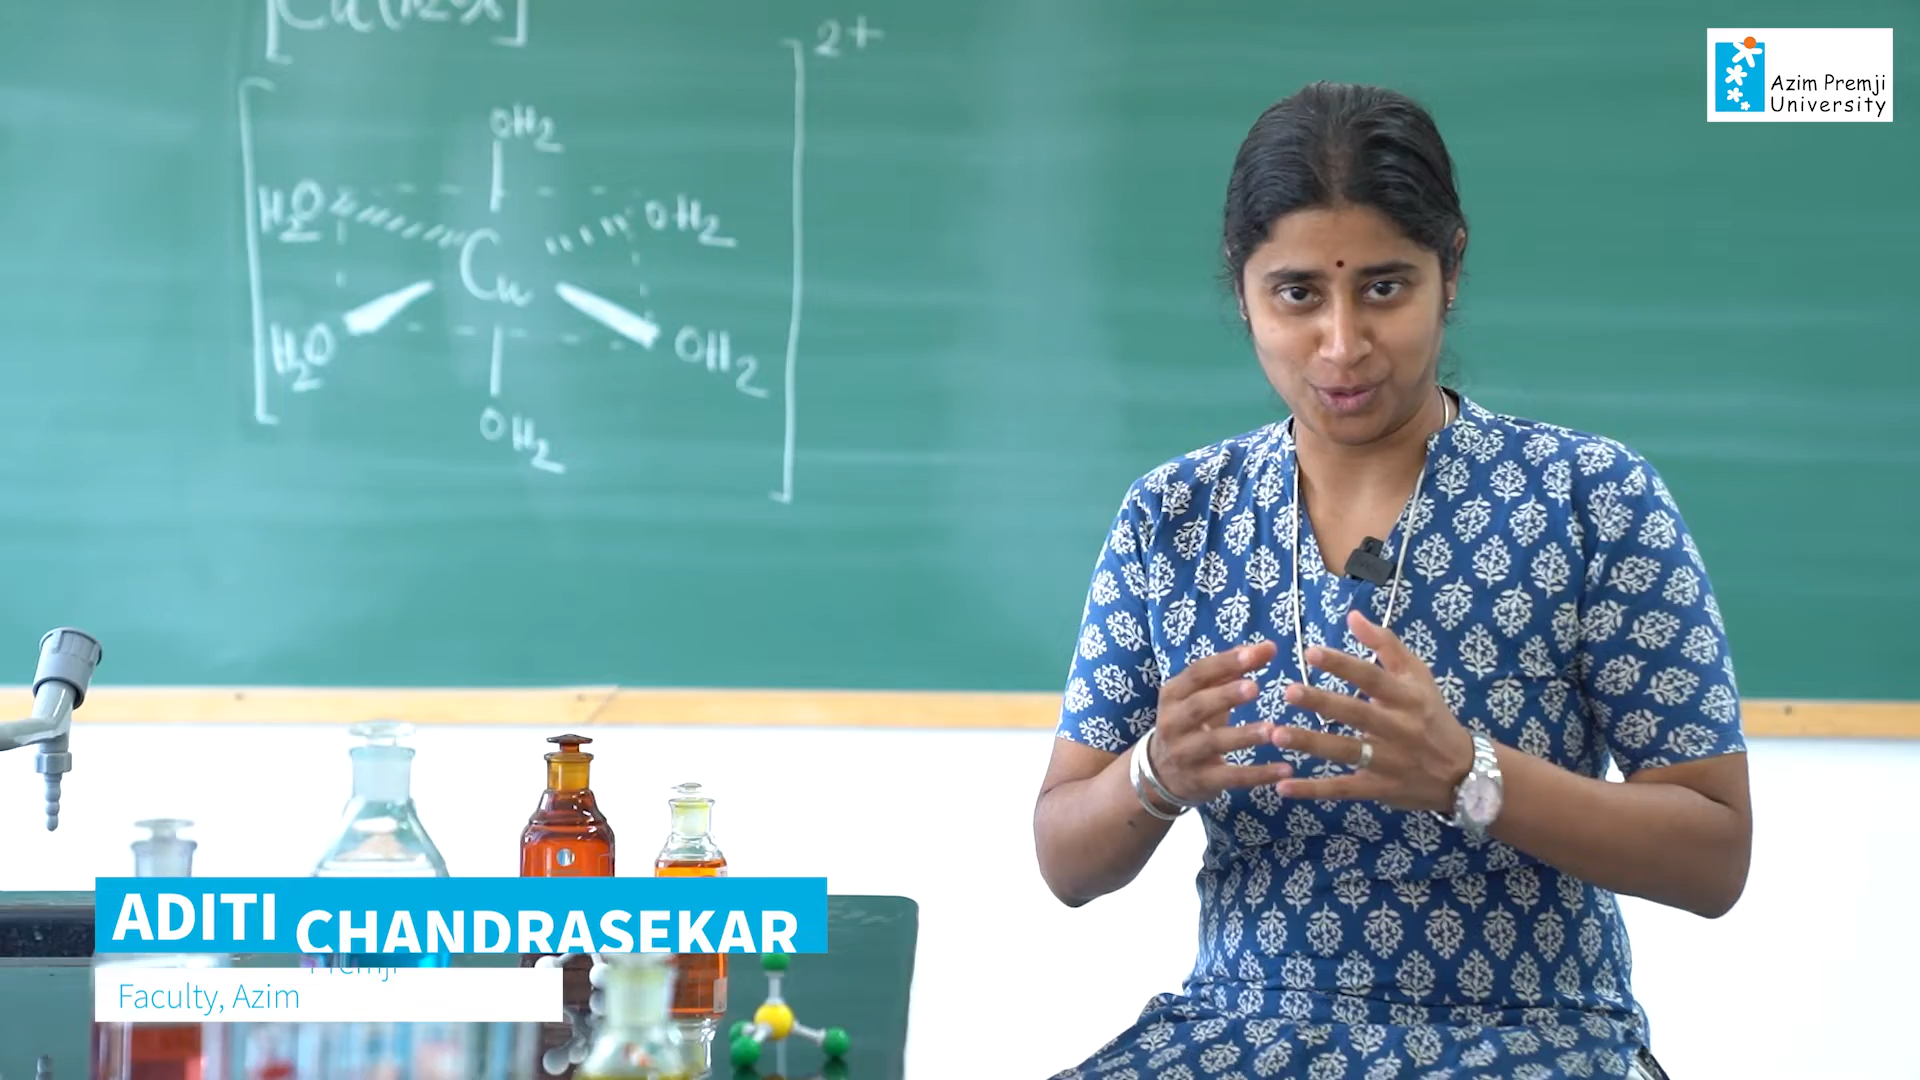 2+
OH2
H2O
OH2
Cu
H2O
OH2
OH2
Azim Premji
University
ADITI CHANDRASEKAR
Faculty, Azim